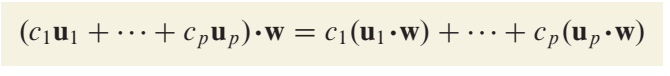 (c₁u₁ + ⋯ + cₚuₚ)•w = c₁(u₁•w) + ⋯ + cₚ(uₚ•w)